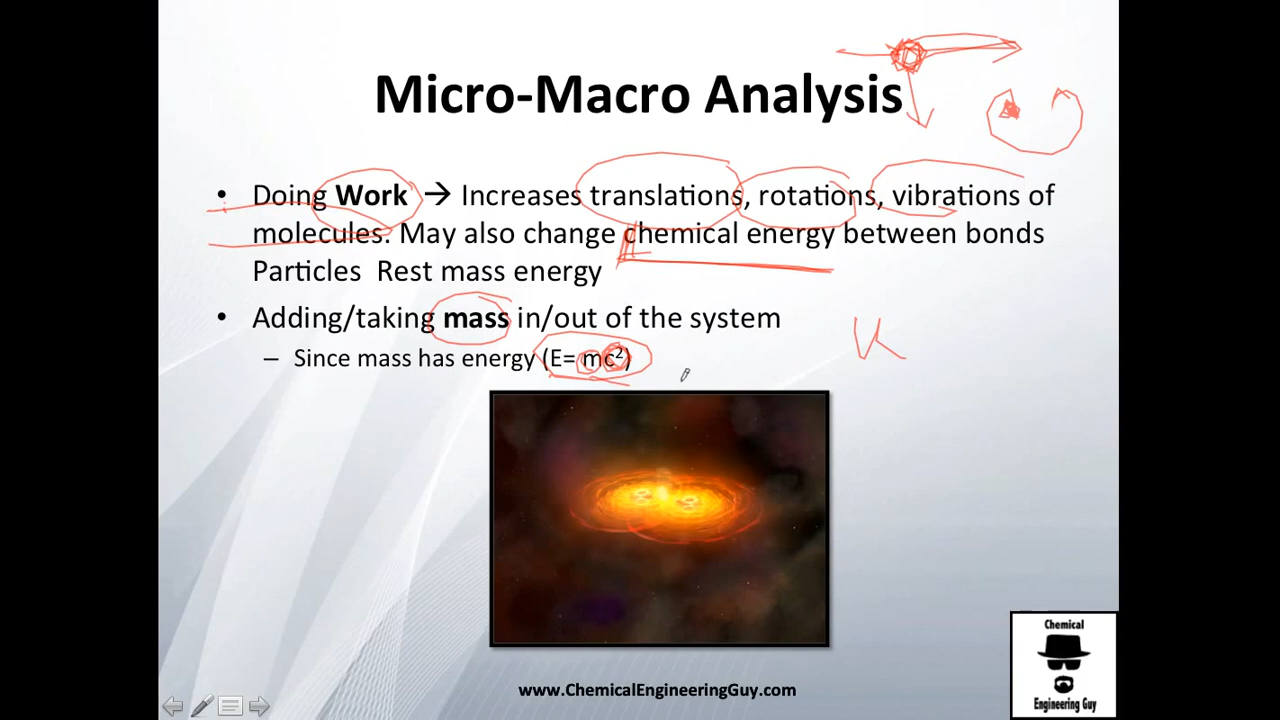 Micro-Macro Analysis
• Doing Work → Increases translations, rotations, vibrations of
molecules. May also change chemical energy between bonds
Particles Rest mass energy
• Adding/taking mass in/out of the system
– Since mass has energy (E= mc²)
www.ChemicalEngineeringGuy.com
Chemical
Engineering Guy